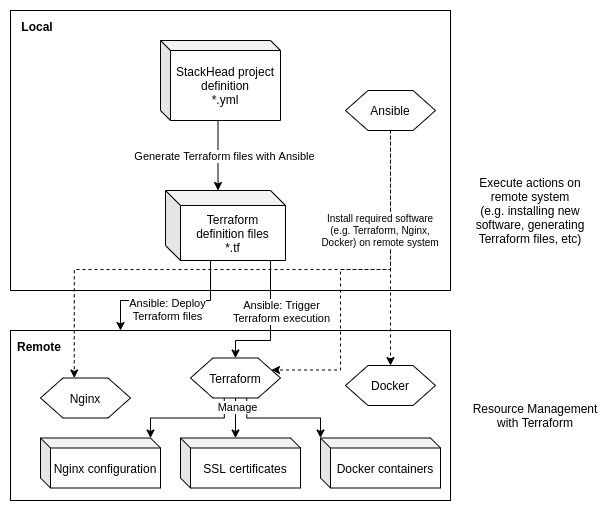 Local
StackHead project
definition
*.yml
Ansible
Generate Terraform files with Ansible
Execute actions on
remote system
(e.g. installing new
software, generating
Terraform files, etc)
Terraform
definition files
*.tf
Install required software
(e.g. Terraform, Nginx,
Docker) on remote system
Ansible: Deploy
Terraform files
Ansible: Trigger
Terraform execution
Remote
Nginx
Terraform
Docker
Manage
Resource Management
with Terraform
Nginx configuration
SSL certificates
Docker containers